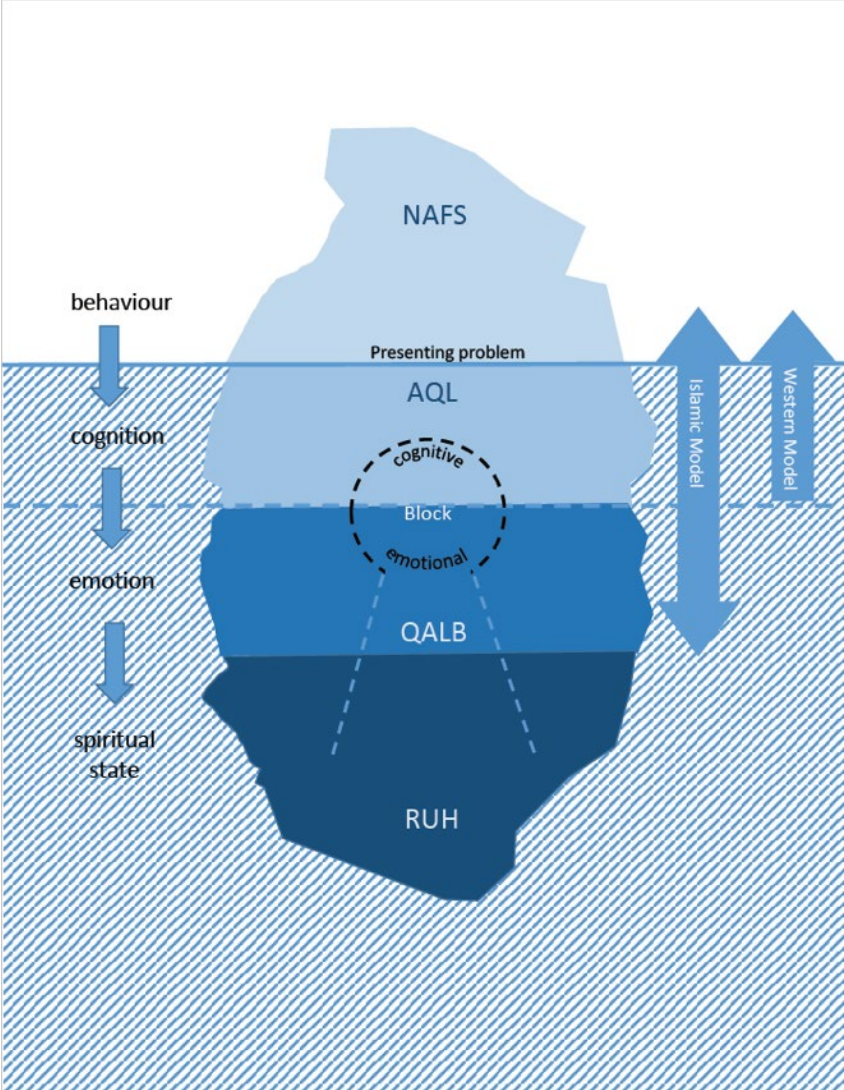 NAFS
behaviour
Presenting problem
AQL
cognition
cognitive
Block
emotional
emotion
QALB
spiritual
state
RUH
Islamic Model
Western Model